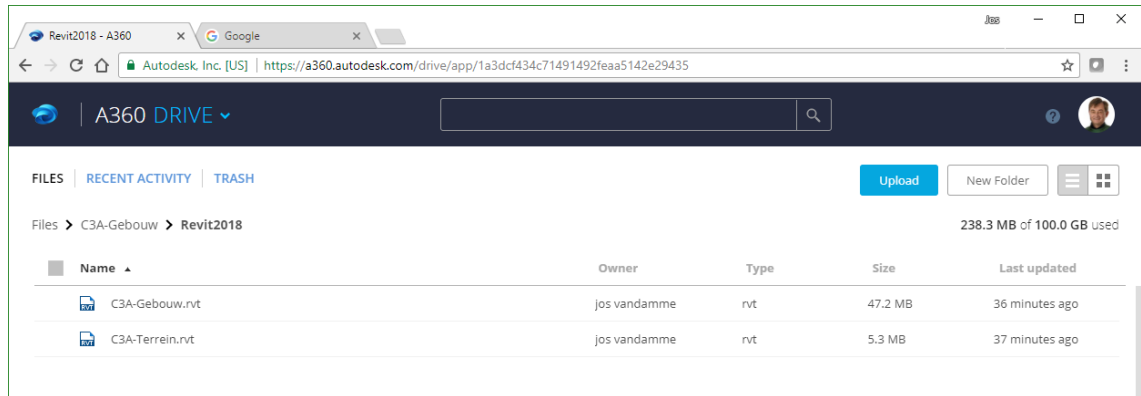 Revit2018 - A360 Google Jos
Autodesk, Inc. [US] | https://a360.autodesk.com/drive/app/1a3dcf434c71491492feaa5142e29435
A360 DRIVE
FILES RECENT ACTIVITY TRASH Upload New Folder
Files > C3A-Gebouw > Revit2018 238.3 MB of 100.0 GB used
Name Owner Type Size Last updated
RVT C3A-Gebouw.rvt jos vandamme rvt 47.2 MB 36 minutes ago
RVT C3A-Terrein.rvt jos vandamme rvt 5.3 MB 37 minutes ago